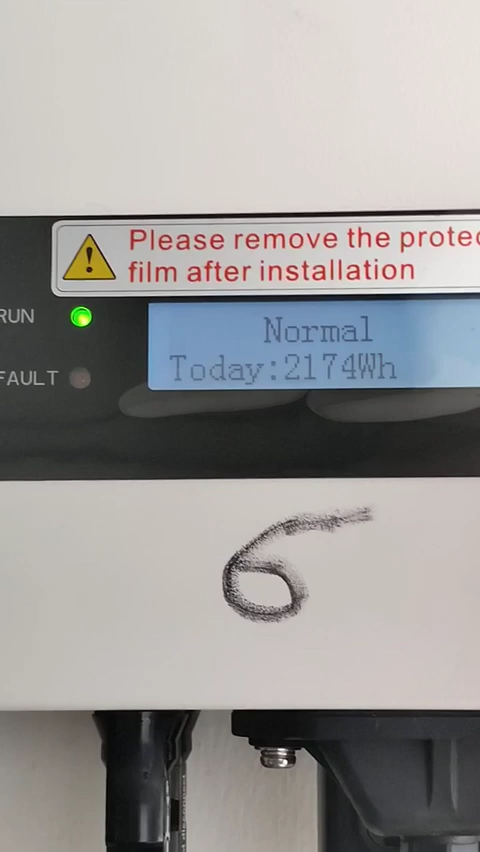 Please remove the protec
film after installation
RUN
Normal
Today:2174Wh
FAULT
6